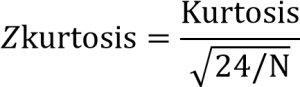 Zkurtosis = Kurtosis / √24/N